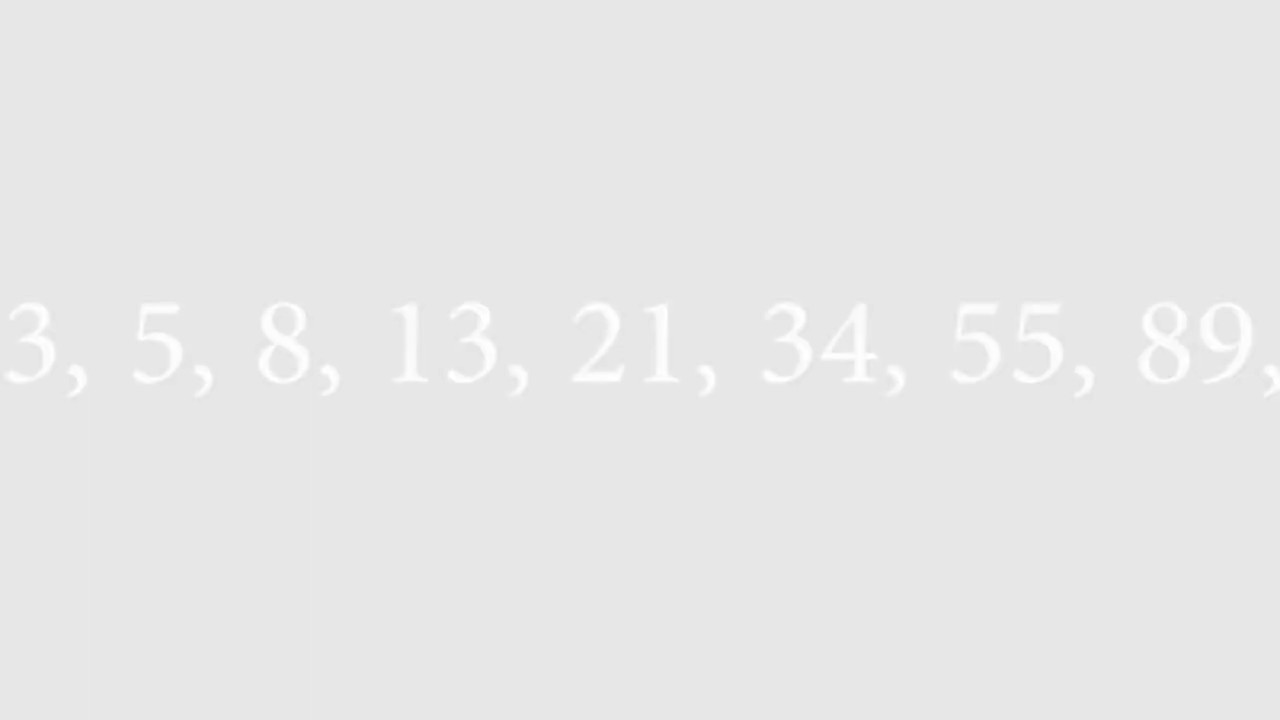 3, 5, 8, 13, 21, 34, 55, 89,